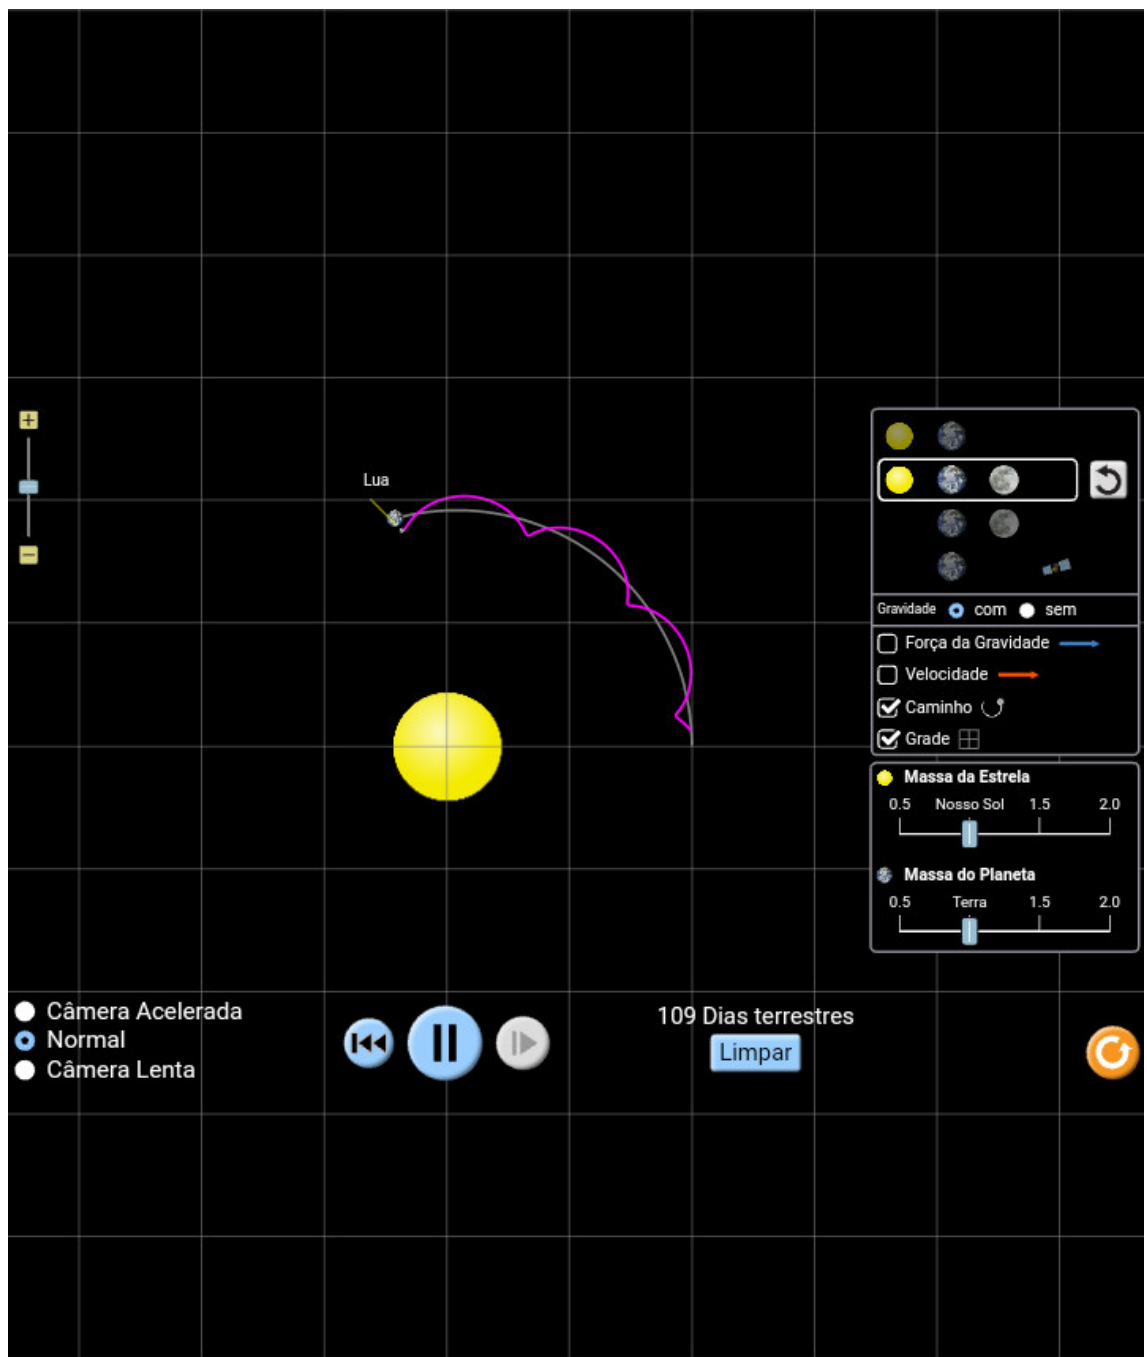 Lua
Gravidade com sem
Força da Gravidade
Velocidade
Caminho
Grade
Massa da Estrela
0.5 Nosso Sol 1.5 2.0
Massa do Planeta
0.5 Terra 1.5 2.0
Câmera Acelerada
Normal
Câmera Lenta
109 Dias terrestres
Limpar